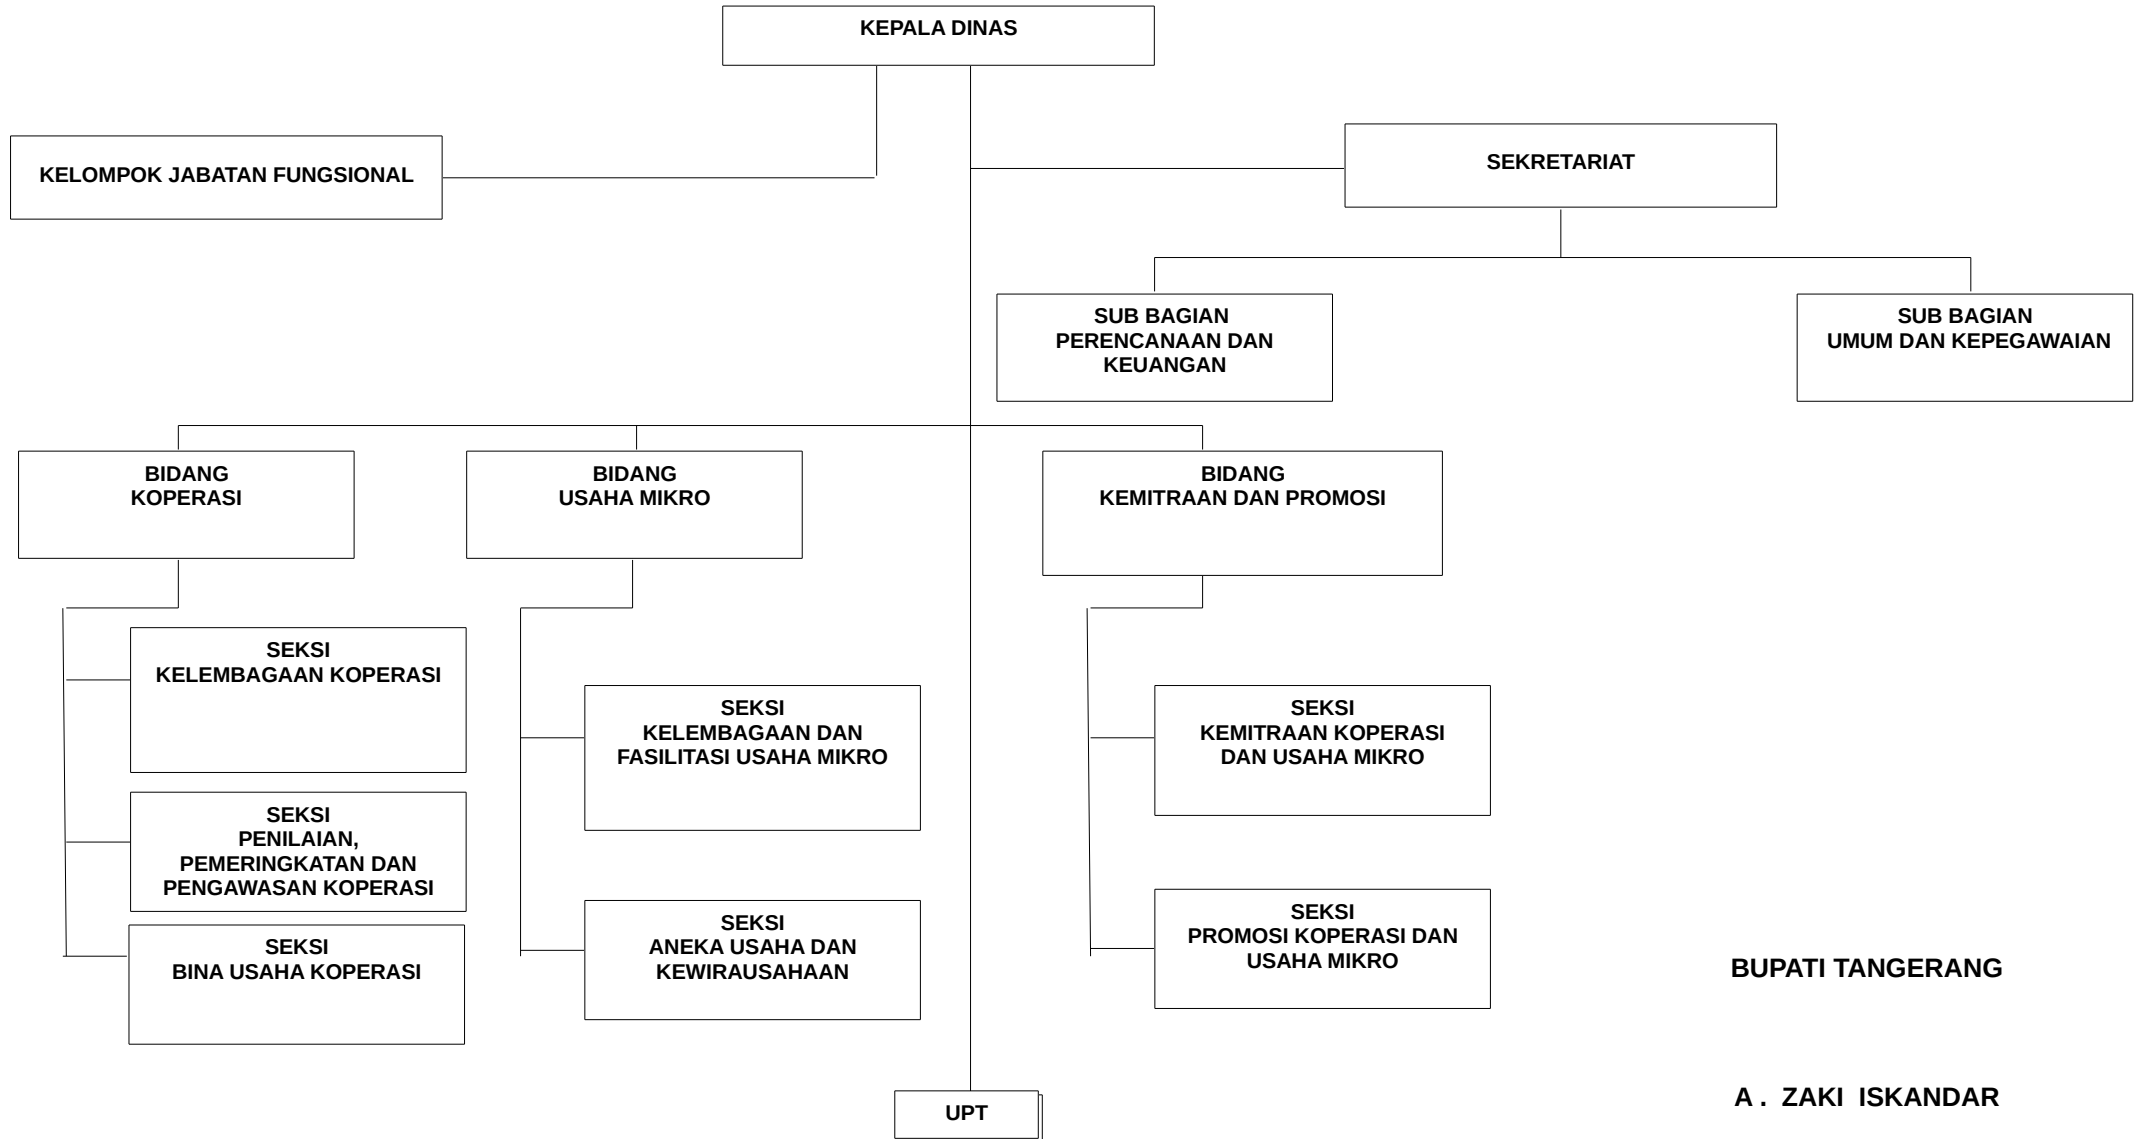 KEPALA DINAS
KELOMPOK JABATAN FUNGSIONAL
SEKRETARIAT
SUB BAGIAN
PERENCANAAN DAN
KEUANGAN
SUB BAGIAN
UMUM DAN KEPEGAWAIAN
BIDANG
KOPERASI
BIDANG
USAHA MIKRO
BIDANG
KEMITRAAN DAN PROMOSI
SEKSI
KELEMBAGAAN KOPERASI
SEKSI
PENILAIAN,
PEMERINGKATAN DAN
PENGAWASAN KOPERASI
SEKSI
BINA USAHA KOPERASI
SEKSI
KELEMBAGAAN DAN
FASILITASI USAHA MIKRO
SEKSI
ANEKA USAHA DAN
KEWIRAUSAHAAN
SEKSI
KEMITRAAN KOPERASI
DAN USAHA MIKRO
SEKSI
PROMOSI KOPERASI DAN
USAHA MIKRO
UPT
BUPATI TANGERANG
A . ZAKI ISKANDAR